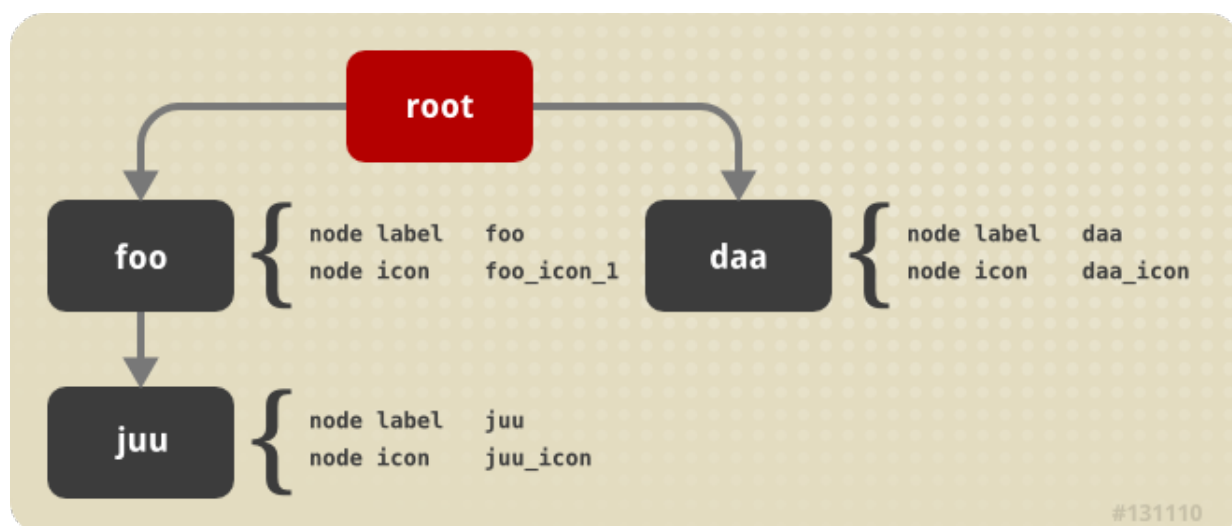 root
foo
node label foo
node icon foo_icon_1
daa
node label daa
node icon daa_icon
juu
node label juu
node icon juu_icon
#131110